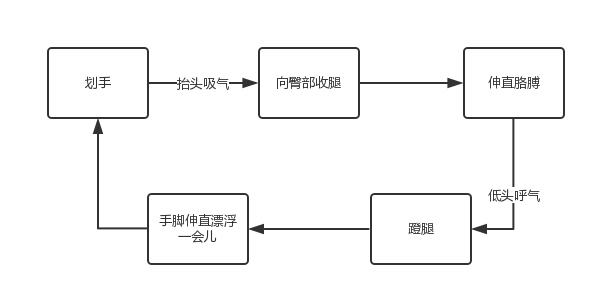 划手
抬头吸气
向臀部收腿
伸直胳膊
低头呼气
蹬腿
手脚伸直漂浮
一会儿